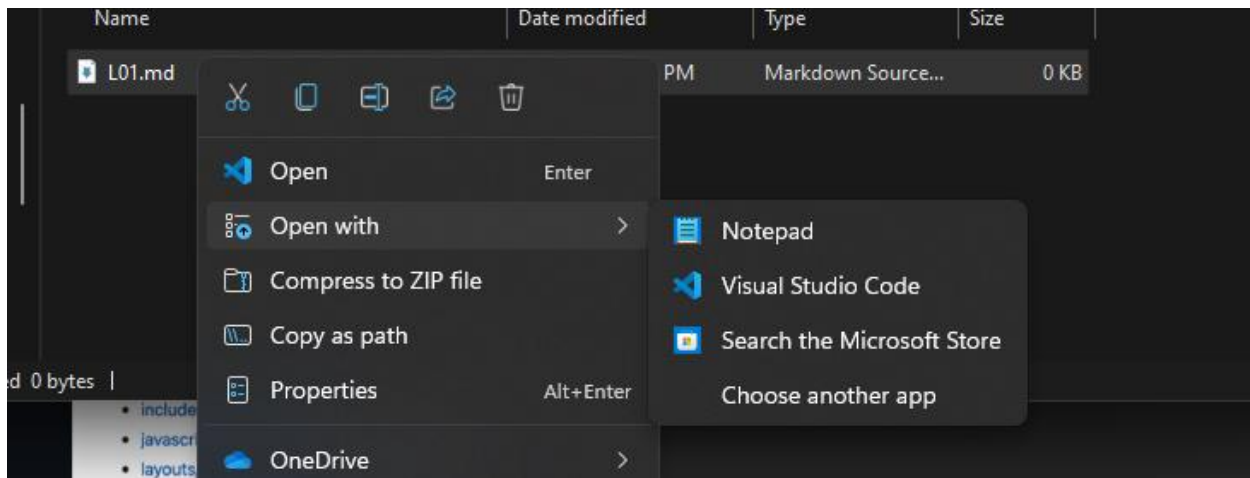 Name Date modified Type Size
L01.md PM Markdown Source... 0 KB
Open Enter
Open with
Notepad
Visual Studio Code
Search the Microsoft Store
Choose another app
Compress to ZIP file
Copy as path
Properties Alt+Enter
OneDrive
0 bytes
include
javascri
layouts